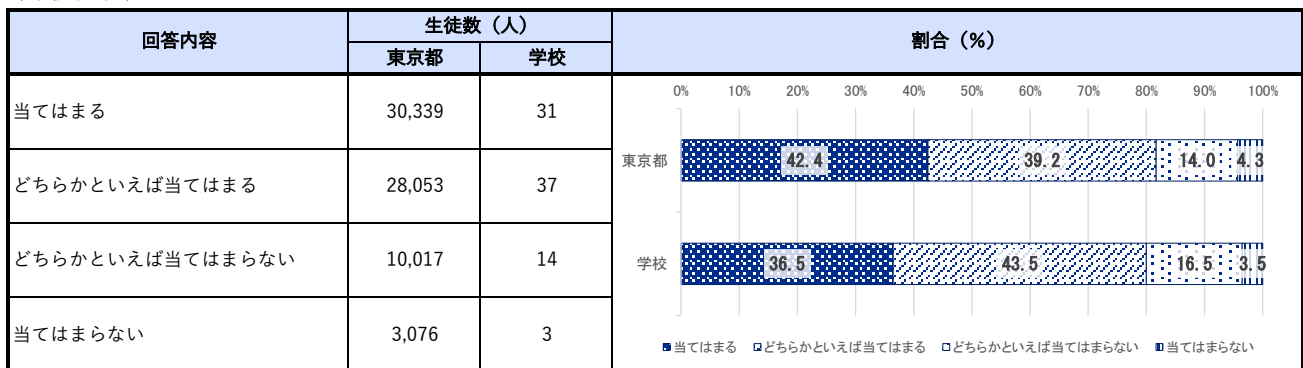 回答内容 生徒数（人） 割合（%）
東京都 学校
当てはまる 30,339 31
どちらかといえば当てはまる 28,053 37
どちらかといえば当てはまらない 10,017 14
当てはまらない 3,076 3
0% 10% 20% 30% 40% 50% 60% 70% 80% 90% 100%
東京都 42.4 39.2 14.0 4.3
学校 36.5 43.5 16.5 3.5
当てはまる どちらかといえば当てはまる どちらかといえば当てはまらない 当てはまらない